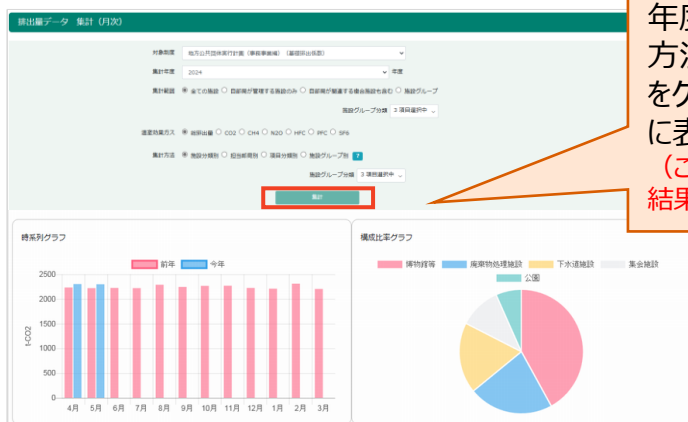 排出量データ 集計（月次）
対象制度 地方公共団体実行計画（事務事業編）（基礎排出係数）
集計年度 2024 年度
集計範囲 全ての施設 自部局が管理する施設のみ 自部局が関連する複合施設も含む 施設グループ
施設グループ分類 3 項目選択中
温室効果ガス 総排出量 CO2 CH4 N2O HFC PFC SF6
集計方法 施設分類別 担当部局別 項目分類別 施設グループ別 ?
施設グループ分類 3 項目選択中
集計
方法
をク
に表
（こ
結果
時系列グラフ
前年 今年
t-CO2
2500
2000
1500
1000
500
0
4月 5月 6月 7月 8月 9月 10月 11月 12月 1月 2月 3月
構成比率グラフ
博物館等 廃棄物処理施設 下水道施設 集会施設
公園